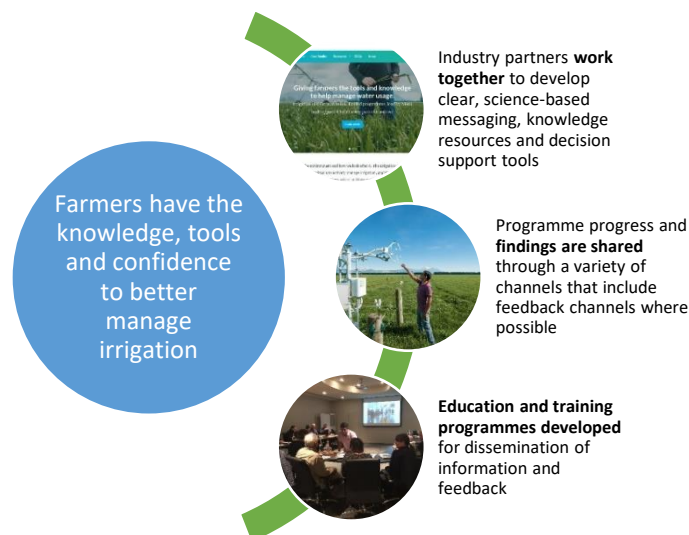 Farmers have the
knowledge, tools
and confidence
to better
manage
irrigation
Giving farmers the tools and knowledge
to help manage water usage
Industry partners work
together to develop
clear, science-based
messaging, knowledge
resources and decision
support tools
Programme progress and
findings are shared
through a variety of
channels that include
feedback channels where
possible
Education and training
programmes developed
for dissemination of
information and
feedback